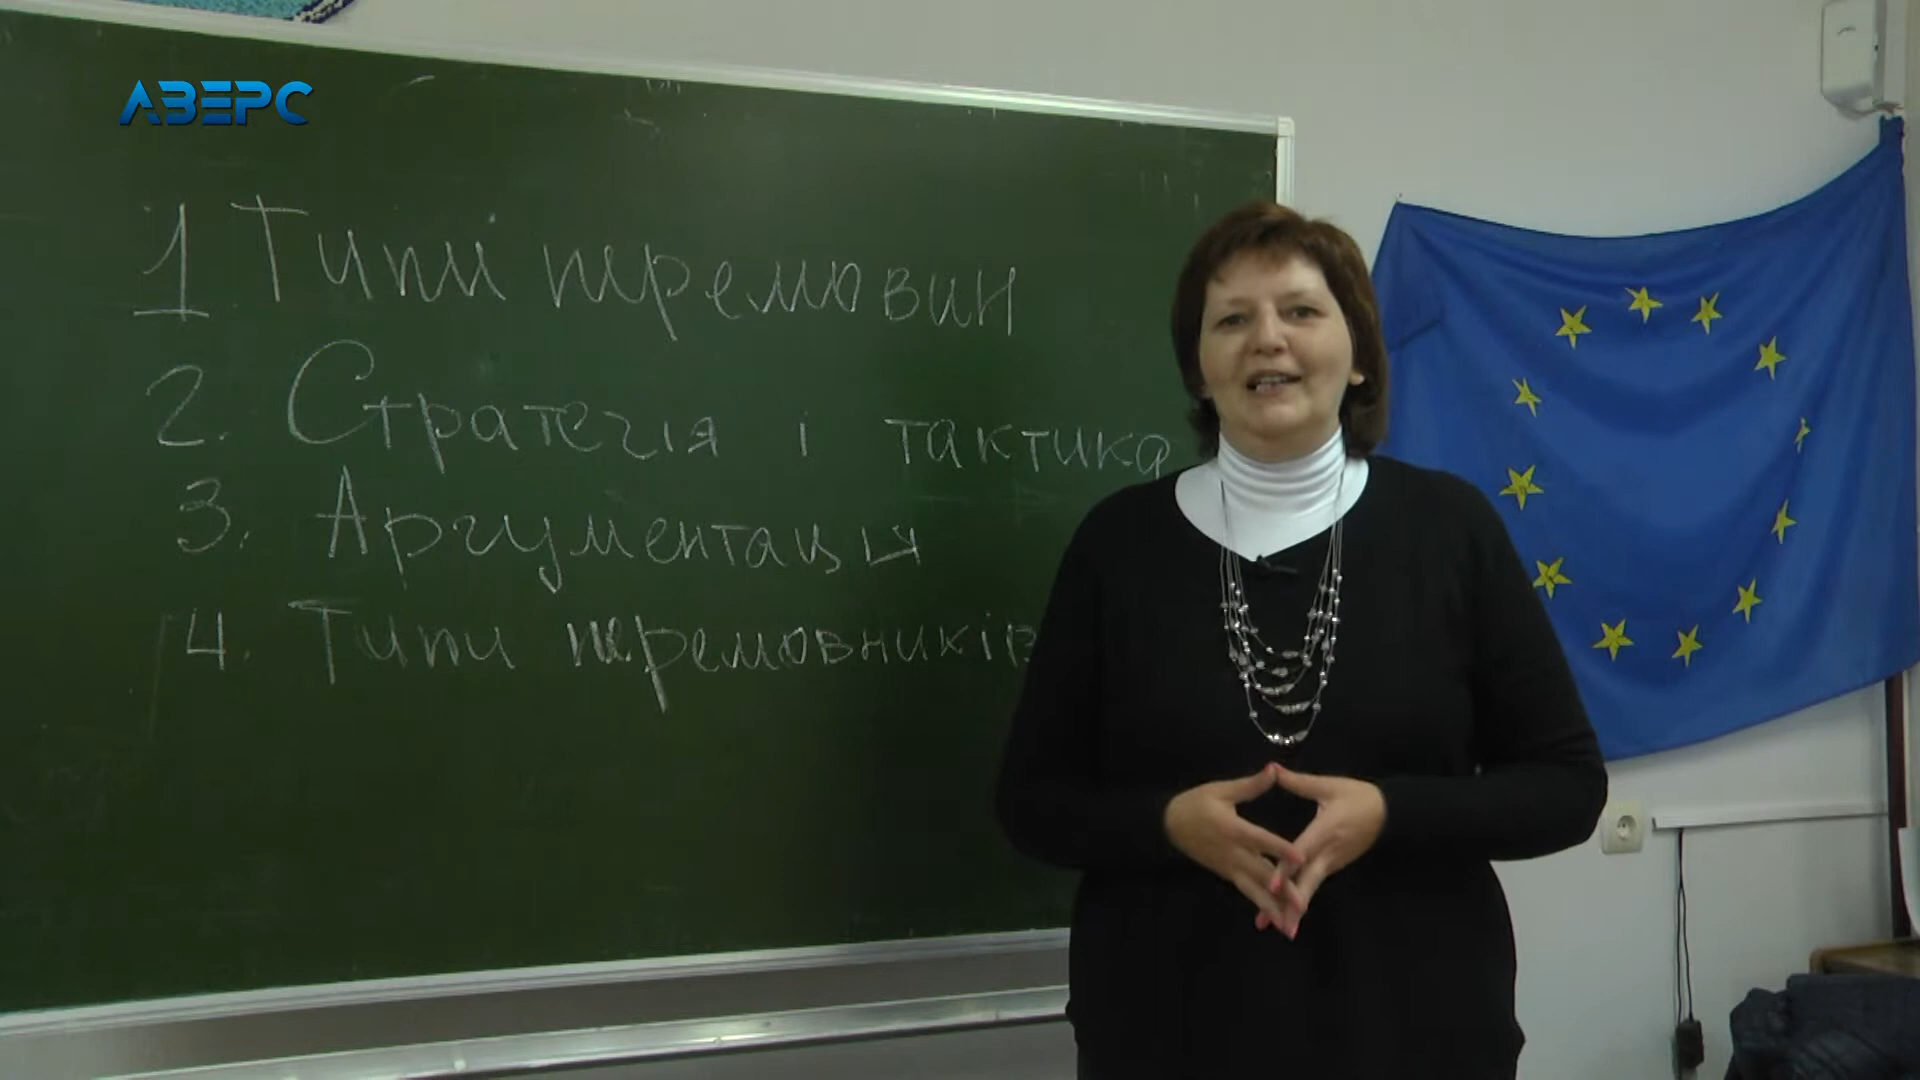 АВЕРС
1 Типи перемовин
2. Стратегія і тактика
3. Аргументація
4. Типи перемовників